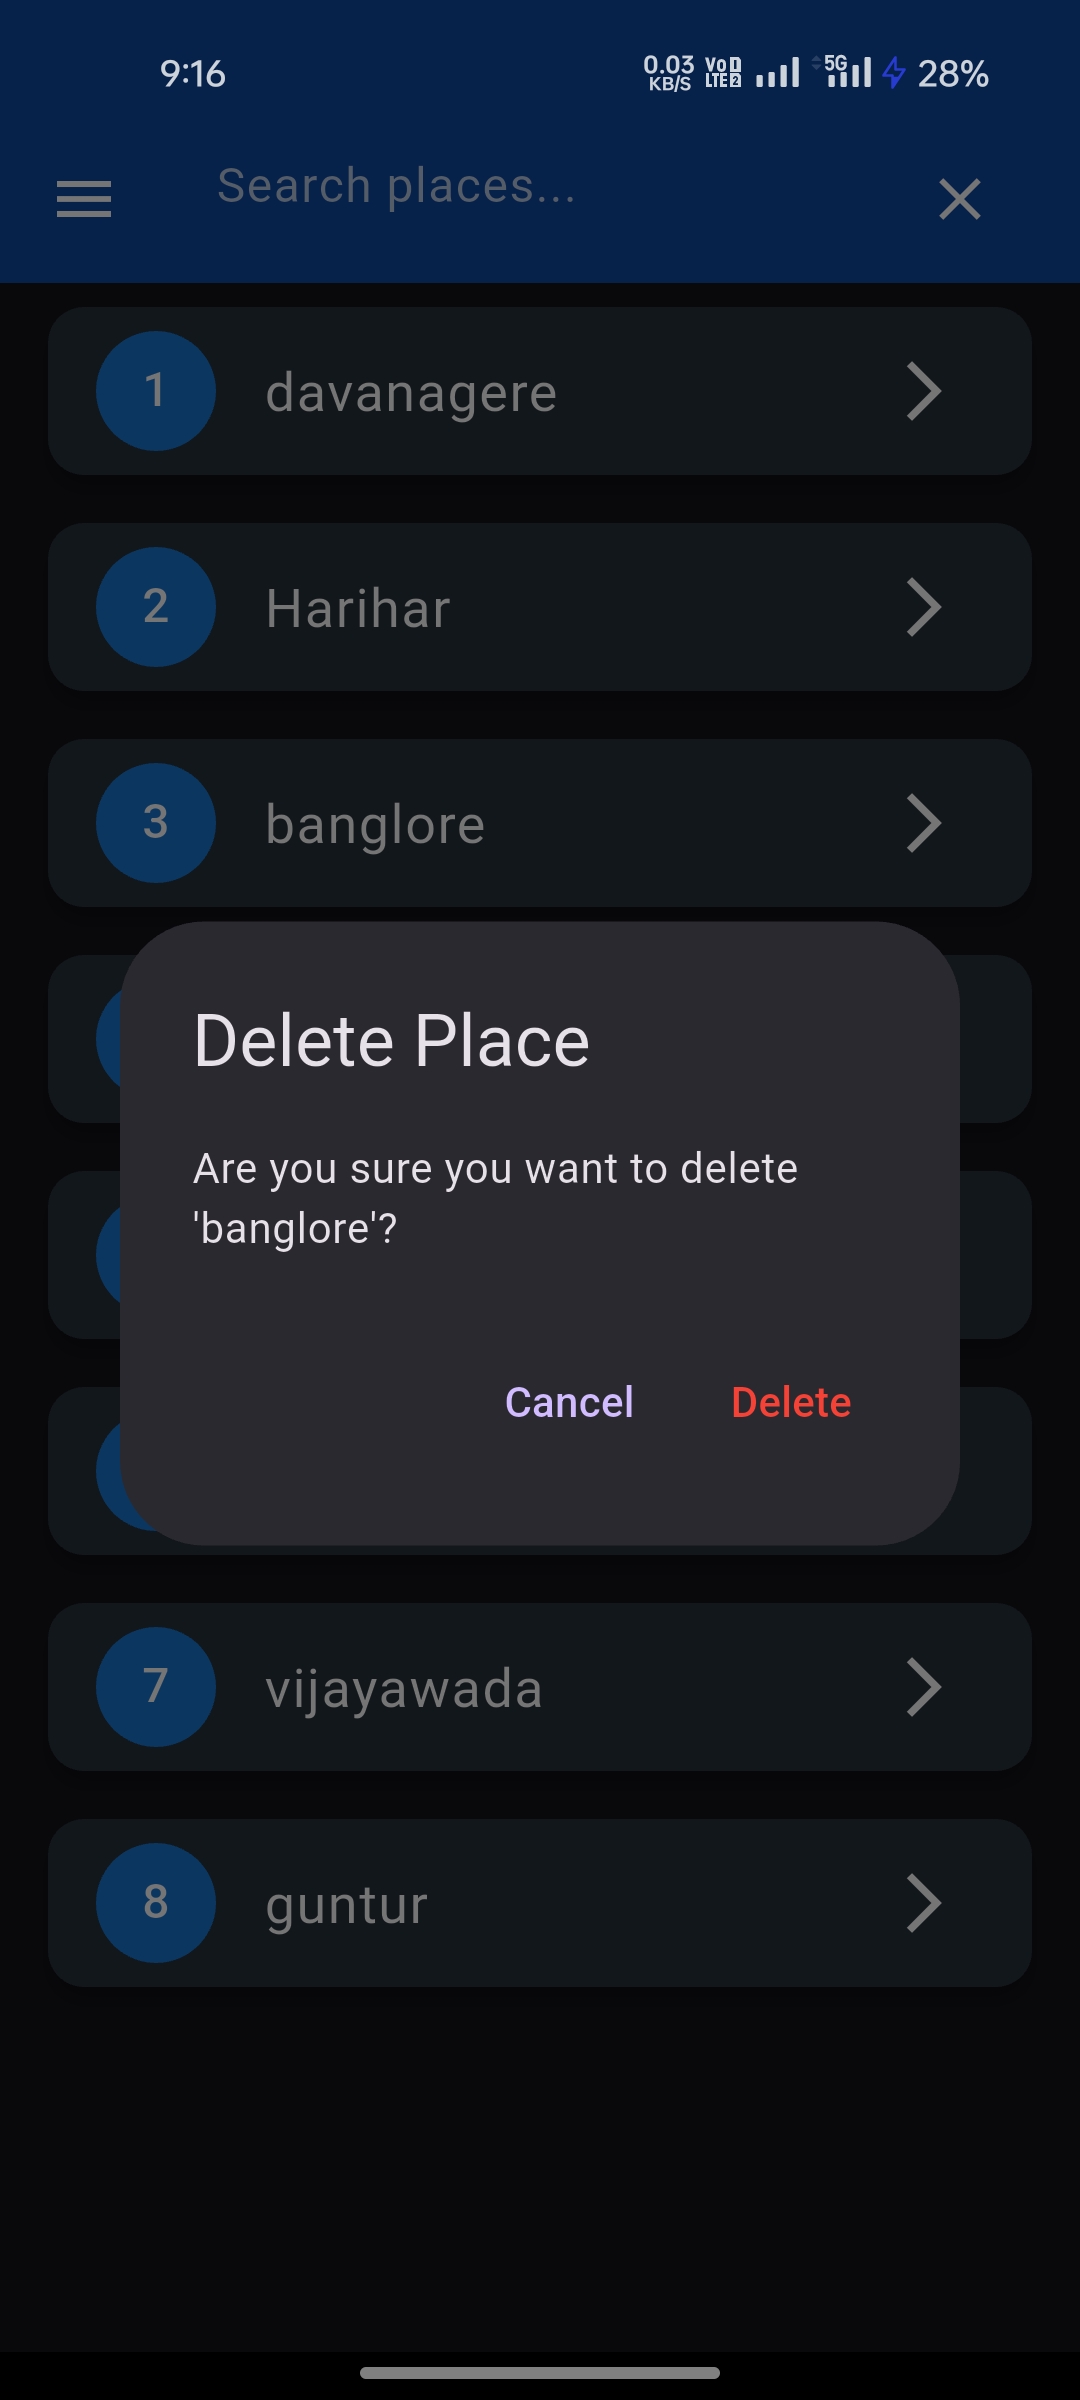 9:16 0.03 KB/S Vo 1 LTE 2 5G 28%
Search places...
1 davanagere
2 Harihar
3 banglore
Delete Place
Are you sure you want to delete
'banglore'?
Cancel Delete
7 vijayawada
8 guntur